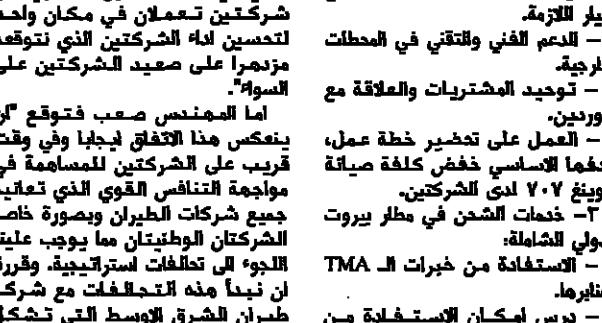 يار اللازمة.
– الدعم الفني والتقني في المحطات
رجية.
– توحيد المشتريات والعلاقة مع
وردين.
– العمل على تحضير خطة عمل،
دفها الاساسي خفض كلفة صيانة
وينغ ٧٠٧ لدى الشركتين.
٢– خدمات الشحن في مطار بيروت
ولي الشاملة:
– الاستفادة من خبرات الـ TMA
نابرها.
– درس امكان الاستفادة من
شركتين تعملان في مكان واحد
لتحسين اداء الشركتين الذي نتوقعه
مزدهرا على صعيد الشركتين على
السواء".
اما المهندس صعب فتوقع "ان
ينعكس هذا الاتفاق ايجابا وفي وقت
قريب على الشركتين للمساهمة في
مواجهة التنافس القوي الذي تعانيه
جميع شركات الطيران وبصورة خاصة
الشركتان الوطنيتان مما يوجب علينا
اللجوء الى تحالفات استراتيجية. وقررنا
ان نبدأ هذه التحالفات مع شركة
طيران الشرق الاوسط التي تشكل